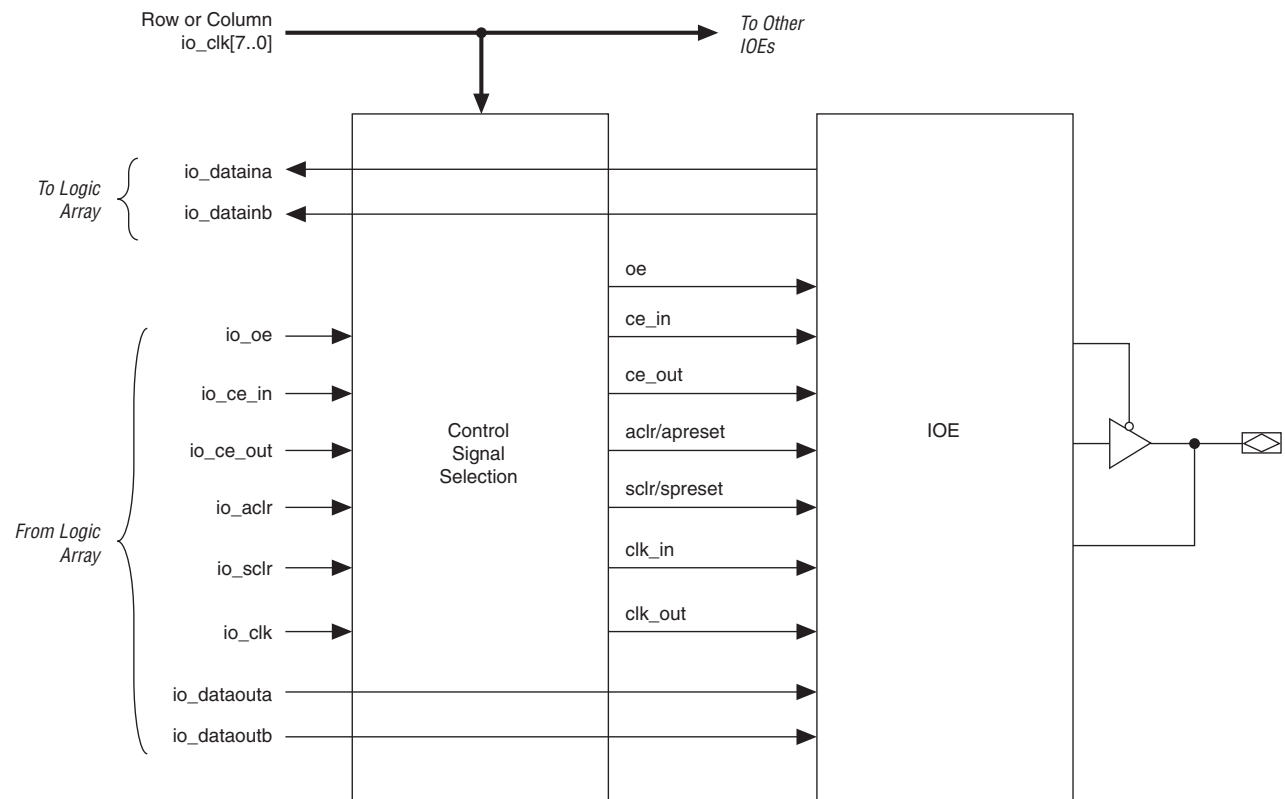 Row or Column
io_clk[7..0]
To Other
IOEs
To Logic
Array
io_dataina
io_datainb
oe
io_oe
ce_in
io_ce_in
ce_out
io_ce_out
Control
Signal
Selection
aclr/apreset
IOE
io_aclr
sclr/spreset
From Logic
Array
io_sclr
clk_in
io_clk
clk_out
io_dataouta
io_dataoutb